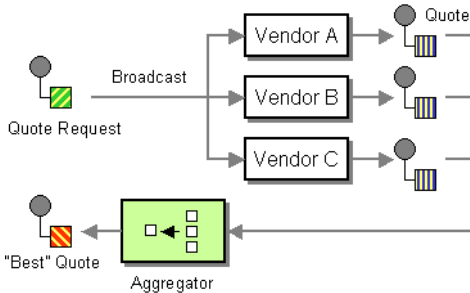 Vendor A
Quote
Broadcast
Vendor B
Quote Request
Vendor C
"Best" Quote
Aggregator